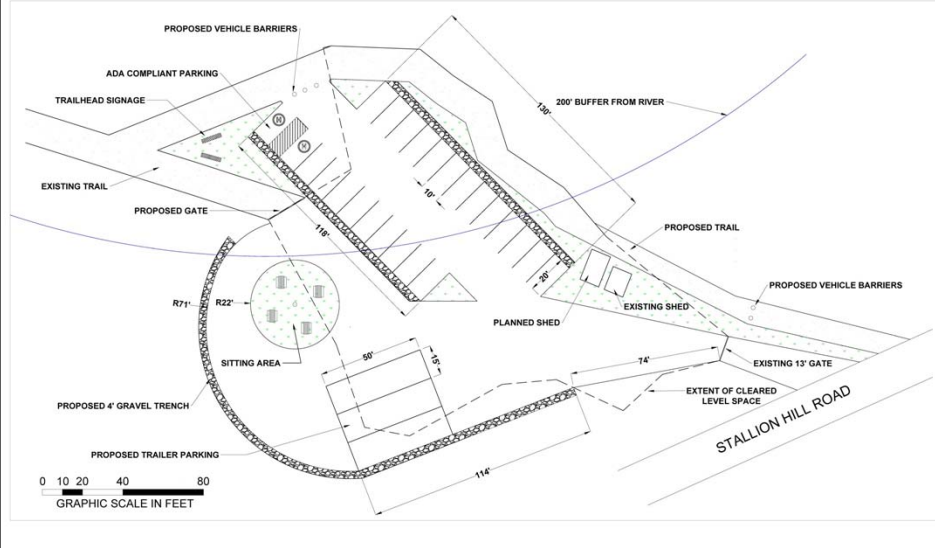 PROPOSED VEHICLE BARRIERS
ADA COMPLIANT PARKING
TRAILHEAD SIGNAGE
EXISTING TRAIL
PROPOSED GATE
130'
200' BUFFER FROM RIVER
10'
118'
PROPOSED TRAIL
20'
R71'
R22'
PROPOSED VEHICLE BARRIERS
EXISTING SHED
PLANNED SHED
SITTING AREA
50'
15'
74'
EXISTING 13' GATE
EXTENT OF CLEARED
LEVEL SPACE
PROPOSED 4' GRAVEL TRENCH
STALLION HILL ROAD
PROPOSED TRAILER PARKING
114'
0 10 20 40 80
GRAPHIC SCALE IN FEET